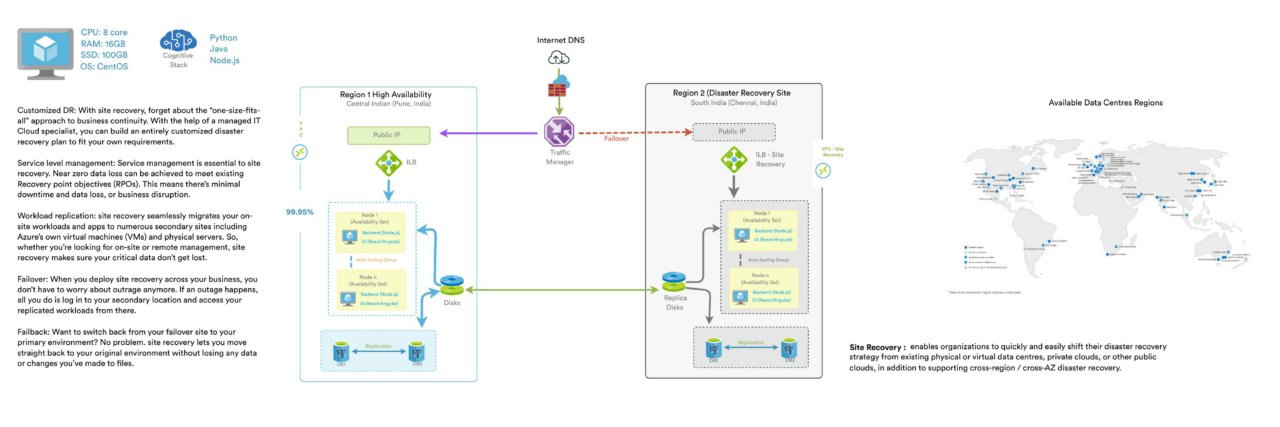 CPU: 8 core
RAM: 16GB
SSD: 100GB
OS: CentOS
Cognitive
Stack
Python
Java
Node.js
Customized DR: With site recovery, forget about the “one-size-fits-
all” approach to business continuity. With the help of a managed IT
Cloud specialist, you can build an entirely customized disaster
recovery plan to fit your own requirements.
Service level management: Service management is essential to site
recovery. Near zero data loss can be achieved to meet existing
Recovery point objectives (RPOs). This means there's minimal
downtime and data loss, or business disruption.
Workload replication: site recovery seamlessly migrates your on-
site workloads and apps to numerous secondary sites including
Azure's own virtual machines (VMs) and physical servers. So,
whether you're looking for on-site or remote management, site
recovery makes sure your critical data don't get lost.
Failover: When you deploy site recovery across your business, you
don't have to worry about outrage anymore. If an outage happens,
all you do is log in to your secondary location and access your
replicated workloads from there.
Failback: Want to switch back from your failover site to your
primary environment? No problem. site recovery lets you move
straight back to your original environment without losing any data
or changes you've made to files.
Internet DNS
Traffic
Manager
Failover
Region 1 High Availability
Central Indian (Pune, India)
VPC
Public IP
ILB
99.95%
Node 1
(Availability Set)
Backend (Node.js)
UI (React/Angular)
Auto Scaling Group
Node n
(Availability Set)
Backend (Node.js)
UI (React/Angular)
Disks
Replication
DB1
DB2
Region 2 (Disaster Recovery Site
South India (Chennai, India)
Public IP
ILB - Site
Recovery
VPC - Site
Recovery
Node 1
(Availability Set)
Backend (Node.js)
UI (React/Angular)
Auto Scaling Group
Node n
(Availability Set)
Backend (Node.js)
UI (React/Angular)
Replica
Disks
Replication
DB1
DB2
Available Data Centres Regions
Site Recovery : enables organizations to quickly and easily shift their disaster recovery
strategy from existing physical or virtual data centres, private clouds, or other public
clouds, in addition to supporting cross-region / cross-AZ disaster recovery.